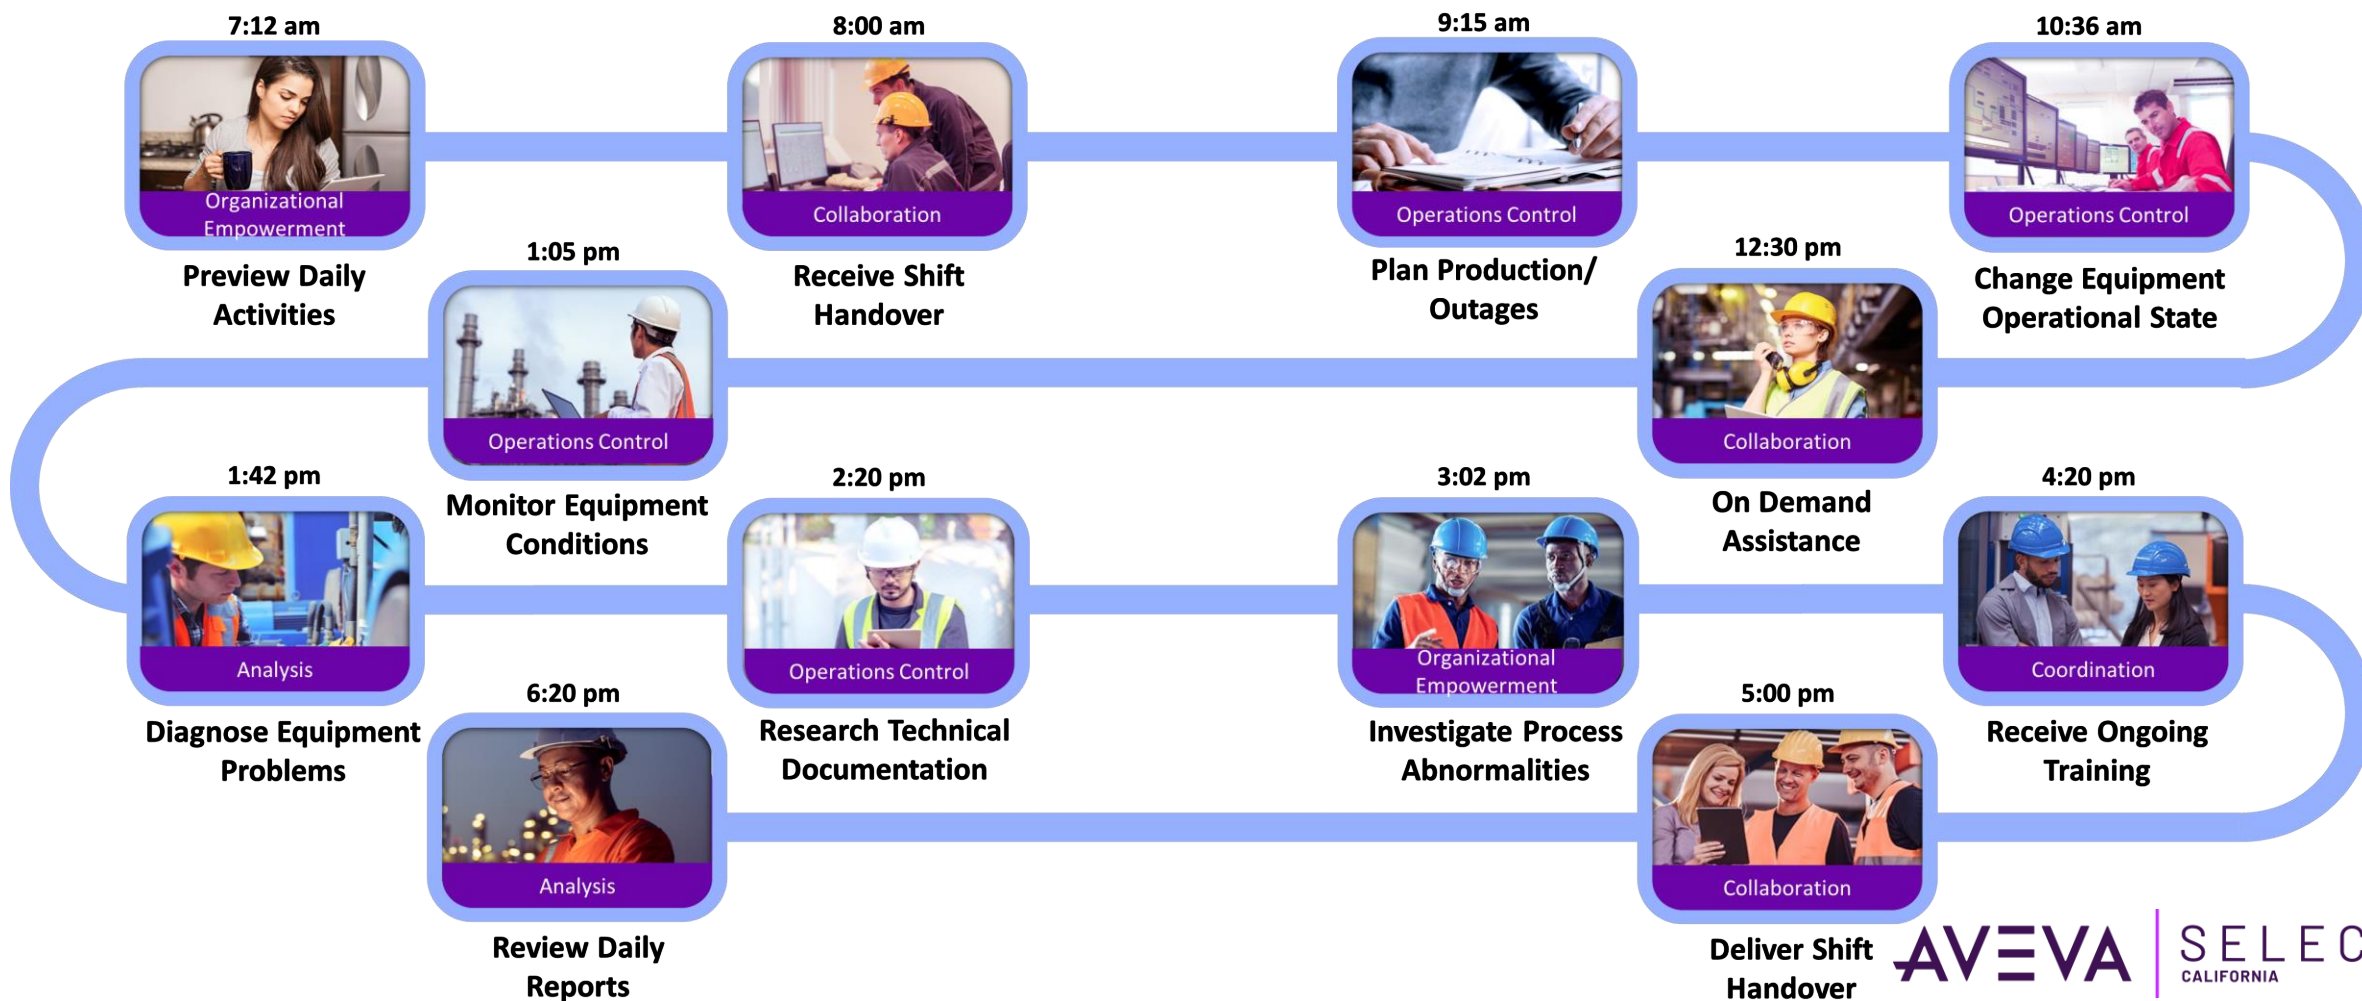 7:12 am
Organizational
Empowerment
Preview Daily
Activities
8:00 am
Collaboration
Receive Shift
Handover
9:15 am
Operations Control
Plan Production/
Outages
10:36 am
Operations Control
Change Equipment
Operational State
12:30 pm
Collaboration
On Demand
Assistance
1:05 pm
Operations Control
Monitor Equipment
Conditions
1:42 pm
Analysis
Diagnose Equipment
Problems
2:20 pm
Operations Control
Research Technical
Documentation
3:02 pm
Organizational
Empowerment
Investigate Process
Abnormalities
4:20 pm
Coordination
Receive Ongoing
Training
5:00 pm
Collaboration
Deliver Shift
Handover
6:20 pm
Analysis
Review Daily
Reports
AVEVA
SELEC
CALIFORNIA